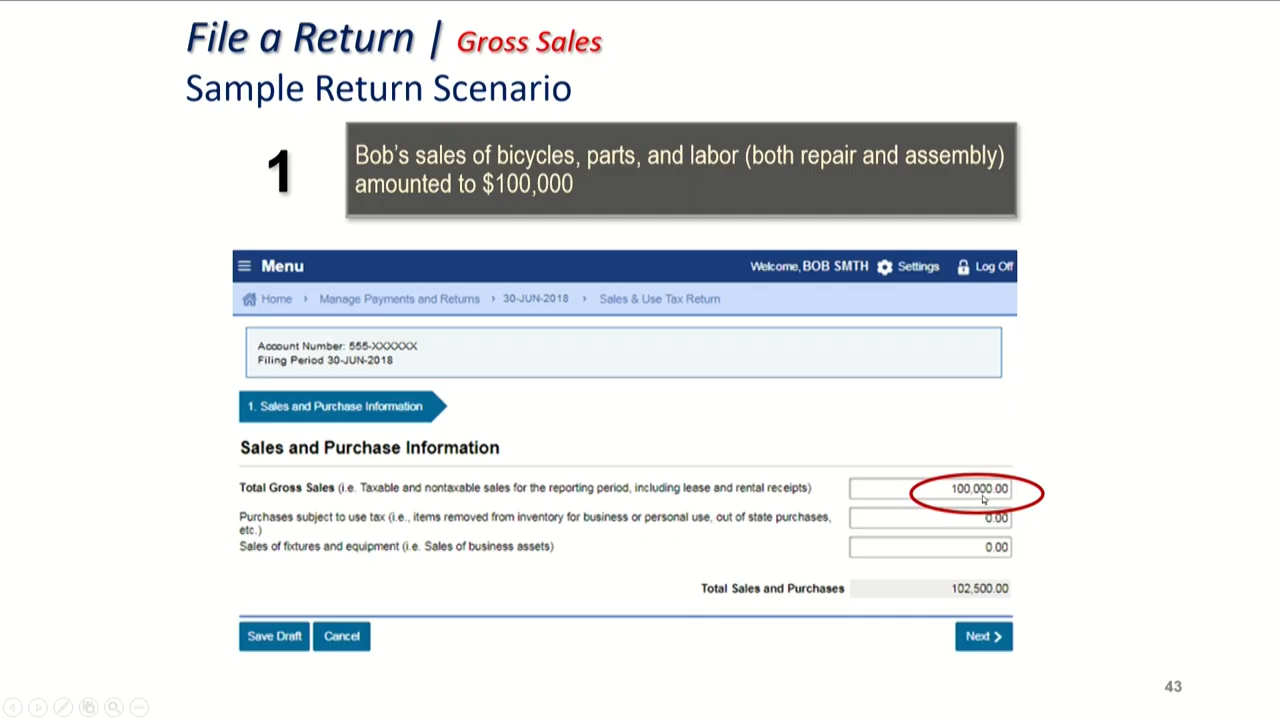 File a Return | Gross Sales
Sample Return Scenario
1
Bob's sales of bicycles, parts, and labor (both repair and assembly)
amounted to $100,000
Menu
Welcome, BOB SMTH
Settings
Log Off
Home > Manage Payments and Returns > 30-JUN-2018 > Sales & Use Tax Return
Account Number: 555-XXXXXX
Filing Period 30-JUN-2018
1. Sales and Purchase Information
Sales and Purchase Information
Total Gross Sales (i.e. Taxable and nontaxable sales for the reporting period, including lease and rental receipts)
100,000.00
Purchases subject to use tax (i.e., items removed from inventory for business or personal use, out of state purchases,
etc.)
0.00
Sales of fixtures and equipment (i.e. Sales of business assets)
0.00
Total Sales and Purchases
102,500.00
Save Draft
Cancel
Next >
43